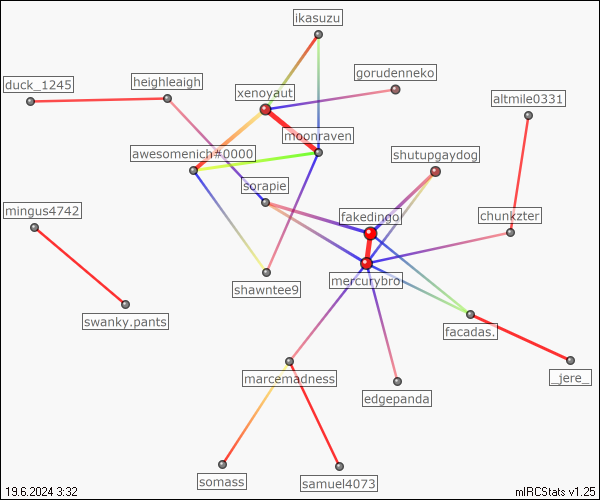 ikasuzu
gorudenneko
duck_1245
heighleaigh
xenoyaut
altmile0331
moonraven
awesomenich#0000
shutupgaydog
sorapie
mingus4742
fakedingo
chunkzter
shawntee9
mercurybro
swanky.pants
facadas.
marcemadness
_jere_
edgepanda
somass
samuel4073
19.6.2024 3:32
mIRCStats v1.25